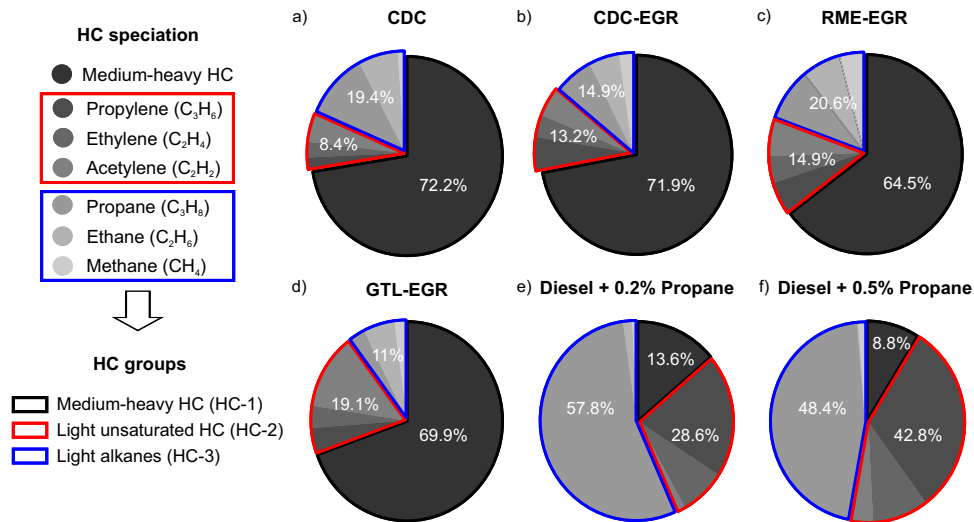 HC speciation
Medium-heavy HC
Propylene (C₃H₆)
Ethylene (C₂H₄)
Acetylene (C₂H₂)
Propane (C₃H₈)
Ethane (C₂H₆)
Methane (CH₄)
HC groups
Medium-heavy HC (HC-1)
Light unsaturated HC (HC-2)
Light alkanes (HC-3)
a) CDC
19.4%
8.4%
72.2%
b) CDC-EGR
14.9%
13.2%
71.9%
c) RME-EGR
20.6%
14.9%
64.5%
d) GTL-EGR
11%
19.1%
69.9%
e) Diesel + 0.2% Propane
13.6%
57.8%
28.6%
f) Diesel + 0.5% Propane
8.8%
48.4%
42.8%